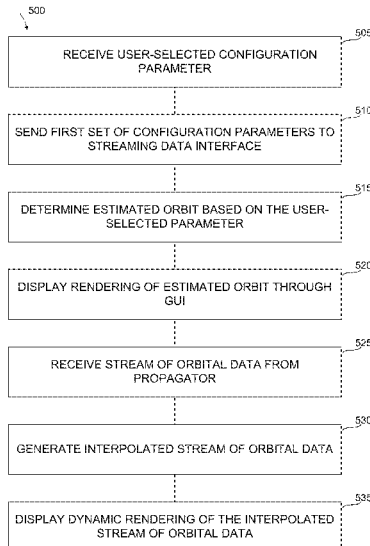 500
505
RECEIVE USER-SELECTED CONFIGURATION
PARAMETER
510
SEND FIRST SET OF CONFIGURATION PARAMETERS TO
STREAMING DATA INTERFACE
515
DETERMINE ESTIMATED ORBIT BASED ON THE USER-
SELECTED PARAMETER
520
DISPLAY RENDERING OF ESTIMATED ORBIT THROUGH
GUI
525
RECEIVE STREAM OF ORBITAL DATA FROM
PROPAGATOR
530
GENERATE INTERPOLATED STREAM OF ORBITAL DATA
535
DISPLAY DYNAMIC RENDERING OF THE INTERPOLATED
STREAM OF ORBITAL DATA